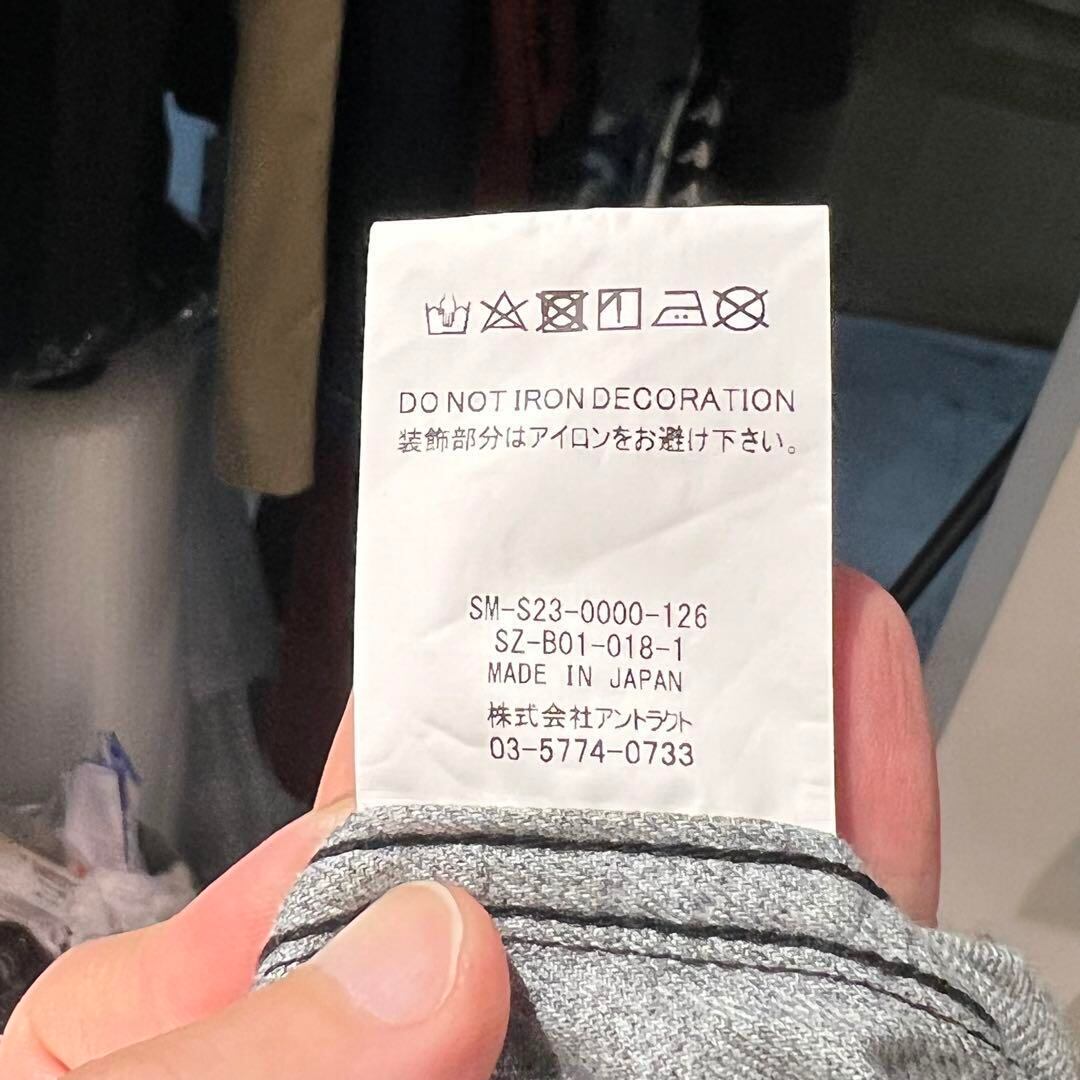 DO NOT IRON DECORATION
装飾部分はアイロンをお避け下さい。
SM-S23-0000-126
SZ-B01-018-1
MADE IN JAPAN
株式会社アントラクト
03-5774-0733